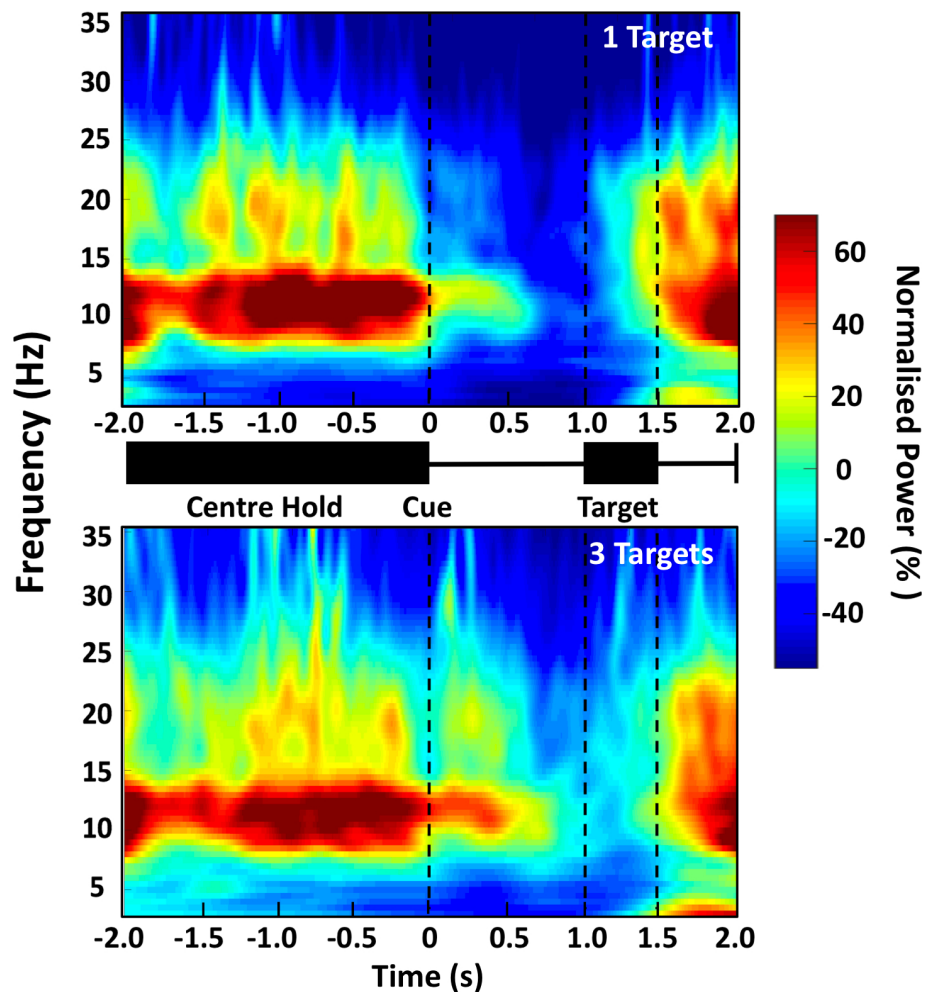 35
30
25
20
15
10
5
1 Target
-2.0 -1.5 -1.0 -0.5 0 0.5 1.0 1.5 2.0
Centre Hold Cue Target
35
30
25
20
15
10
5
3 Targets
-2.0 -1.5 -1.0 -0.5 0 0.5 1.0 1.5 2.0
Time (s)
Frequency (Hz)
60
40
20
0
-20
-40
Normalised Power (% )